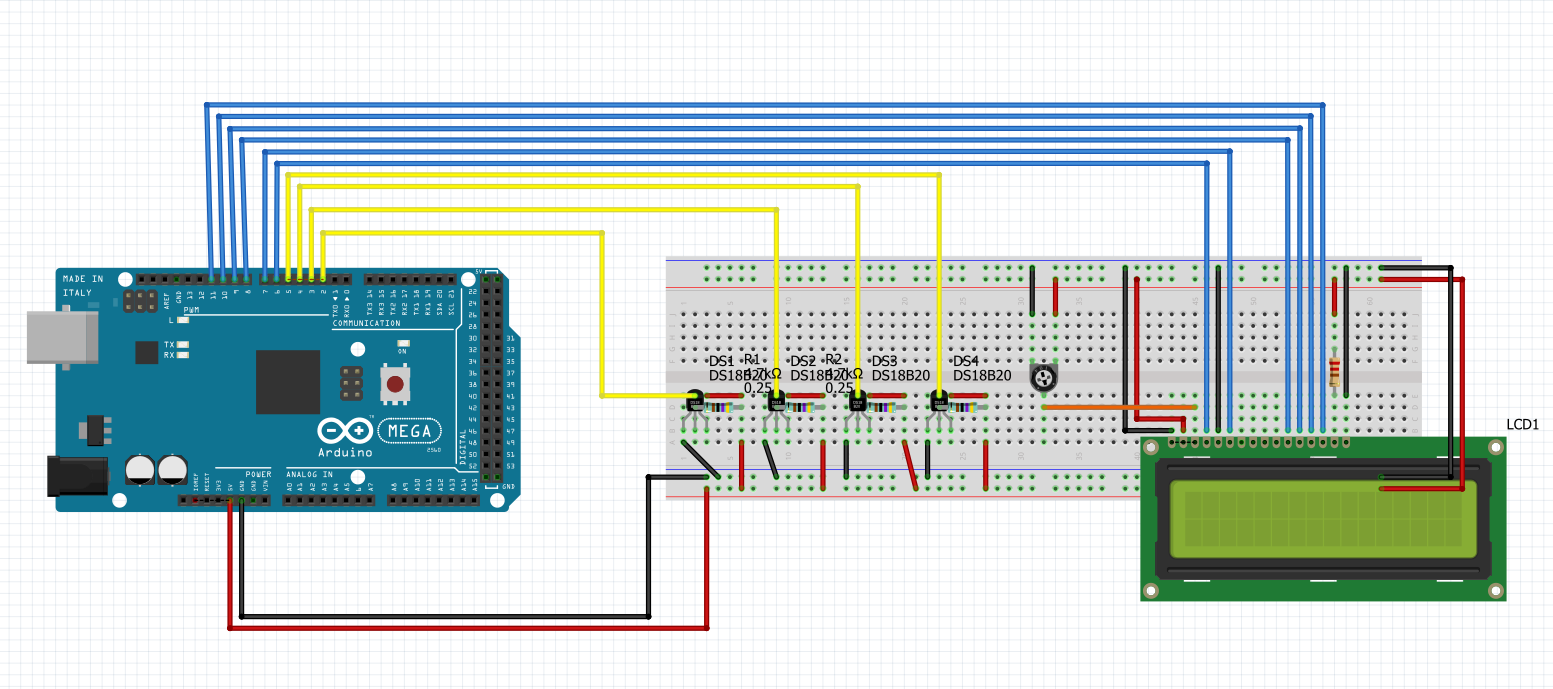 MADE IN
ITALY
AREF
GND
13
12
11
10
9
8
7
6
5
4
3
2
1
0
TX0
RX0
TX3 14
RX3 15
TX2 16
RX2 17
TX1 18
RX1 19
SDA 20
SCL 21
PWM
COMMUNICATION
L
TX
RX
ON
5V
22
24
26
28
30 31
32 33
34 35
36 37
38 39
40 41
42 43
44 45
46 47
48 49
50 51
52 53
GND
DIGITAL
MEGA
2560
TM
Arduino
POWER
ANALOG IN
IOREF
RESET
3V3
5V
GND
GND
VIN
A0
A1
A2
A3
A4
A5
A6
A7
A8
A9
A10
A11
A12
A13
A14
A15
DS1
DS18B20
R1
4.7kΩ
0.25
DS2
DS18B20
R2
4.7kΩ
0.25
DS3
DS18B20
DS4
DS18B20
LCD1